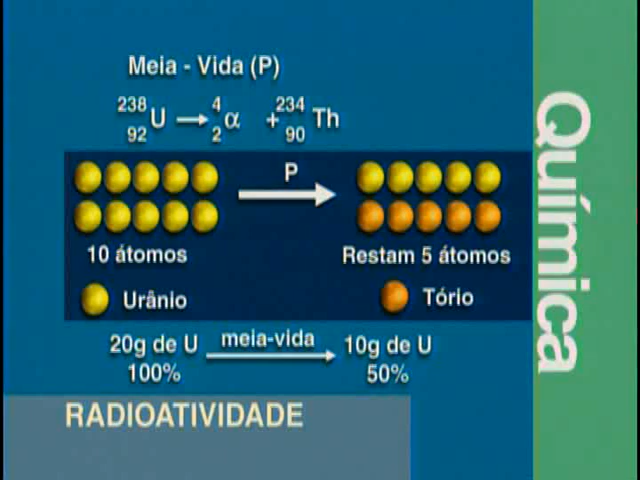 Meia - Vida (P)
238 92 U → 4 2 α + 234 90 Th
P
10 átomos
Restam 5 átomos
Urânio
Tório
20g de U meia-vida 10g de U
100% 50%
RADIOATIVIDADE
Química